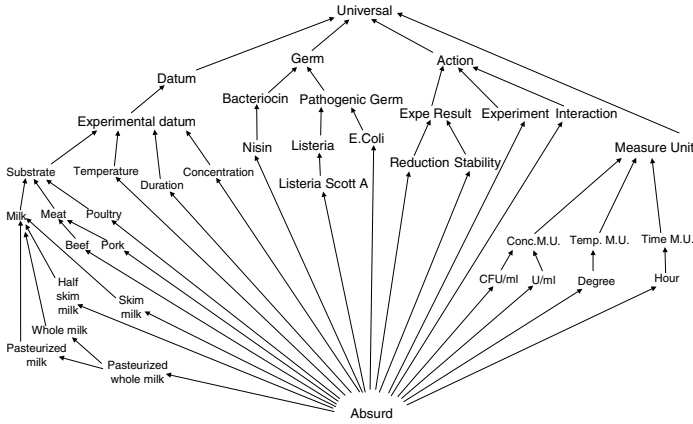 Universal
Germ
Action
Datum
Bacteriocin
Pathogenic Germ
Expe Result
Experiment
Interaction
Experimental datum
E.Coli
Nisin
Listeria
Measure Unit
Reduction
Stability
Substrate
Temperature
Duration
Concentration
Listeria Scott A
Milk
Meat
Poultry
Beef
Pork
Conc.M.U.
Temp. M.U.
Time M.U.
Half
skim
milk
CFU/ml
U/ml
Degree
Hour
Skim
milk
Whole milk
Pasteurized
milk
Pasteurized
whole milk
Absurd